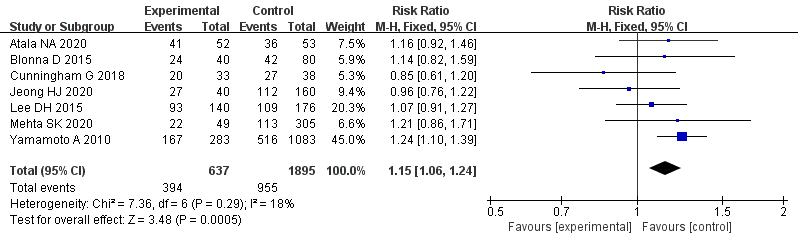 Experimental Control Risk Ratio Risk Ratio
Study or Subgroup Events Total Events Total Weight M-H, Fixed, 95% CI M-H, Fixed, 95% CI
Atala NA 2020 41 52 36 53 7.5% 1.16 [0.92, 1.46]
Blonna D 2015 24 40 42 80 5.9% 1.14 [0.82, 1.59]
Cunningham G 2018 20 33 27 38 5.3% 0.85 [0.61, 1.20]
Jeong HJ 2020 27 40 112 160 9.4% 0.96 [0.76, 1.22]
Lee DH 2015 93 140 109 176 20.3% 1.07 [0.91, 1.27]
Mehta SK 2020 22 49 113 305 6.6% 1.21 [0.86, 1.71]
Yamamoto A 2010 167 283 516 1083 45.0% 1.24 [1.10, 1.39]
Total (95% CI) 637 1895 100.0% 1.15 [1.06, 1.24]
Total events 394 955
Heterogeneity: Chi² = 7.36, df = 6 (P = 0.29); I² = 18%
Test for overall effect: Z = 3.48 (P = 0.0005)
0.5 0.7 1 1.5 2
Favours [experimental] Favours [control]